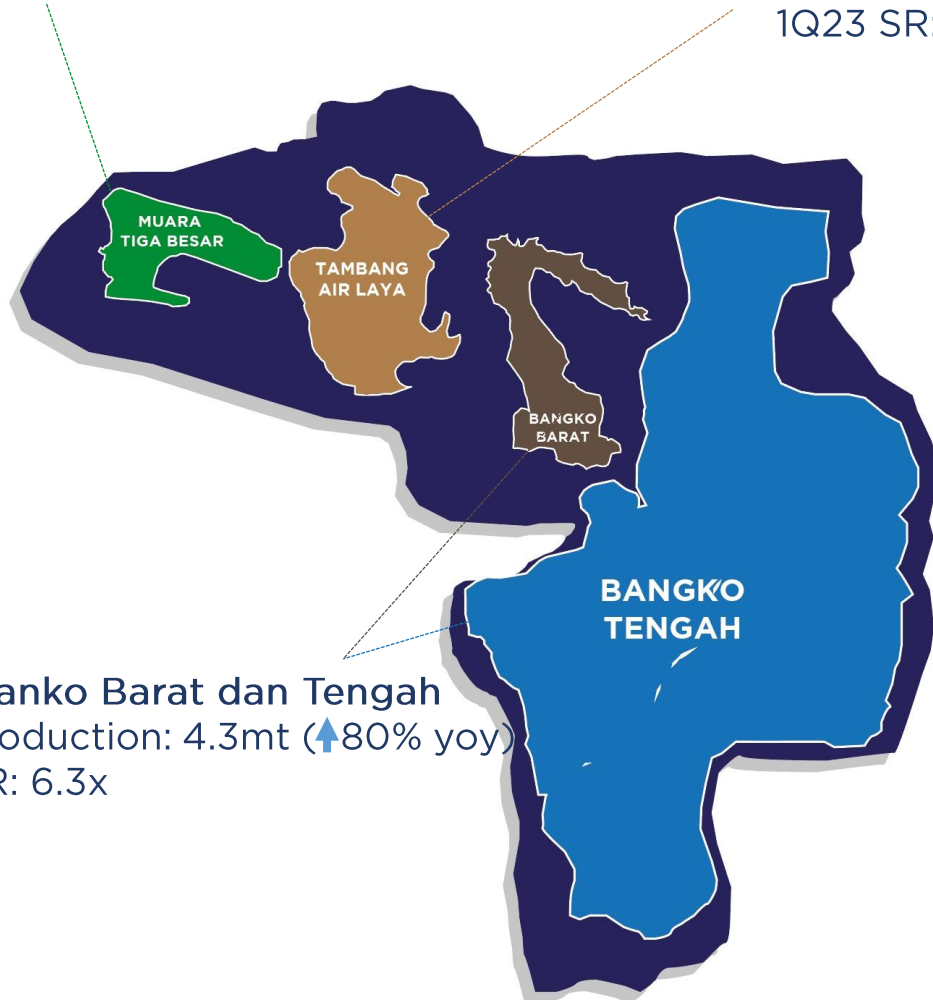 1Q23 SR:
MUARA
TIGA BESAR
TAMBANG
AIR LAYA
BANGKO
BARAT
BANGKO
TENGAH
anko Barat dan Tengah
oduction: 4.3mt (↑80% yoy)
R: 6.3x